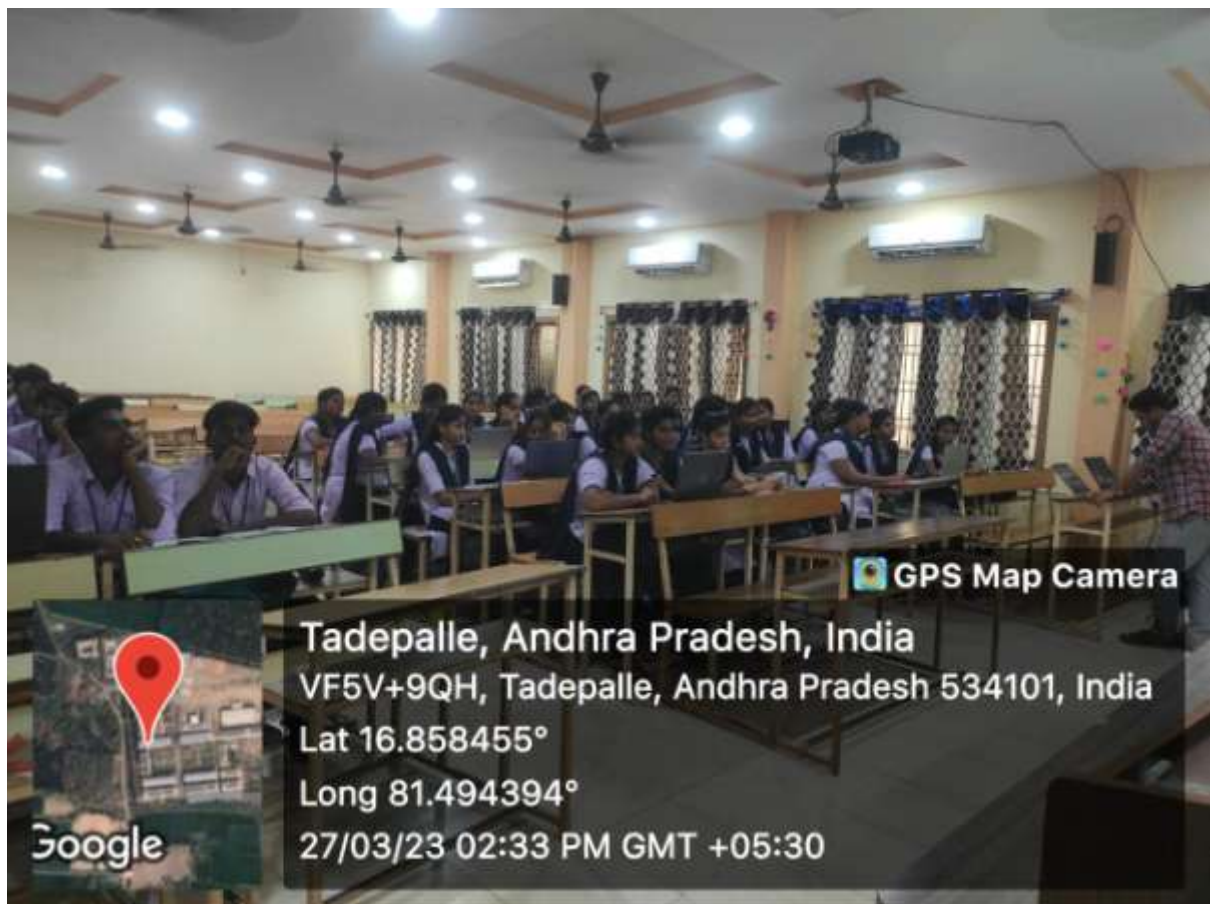 GPS Map Camera
Tadepalle, Andhra Pradesh, India
VF5V+9QH, Tadepalle, Andhra Pradesh 534101, India
Lat 16.858455°
Long 81.494394°
27/03/23 02:33 PM GMT +05:30
Google